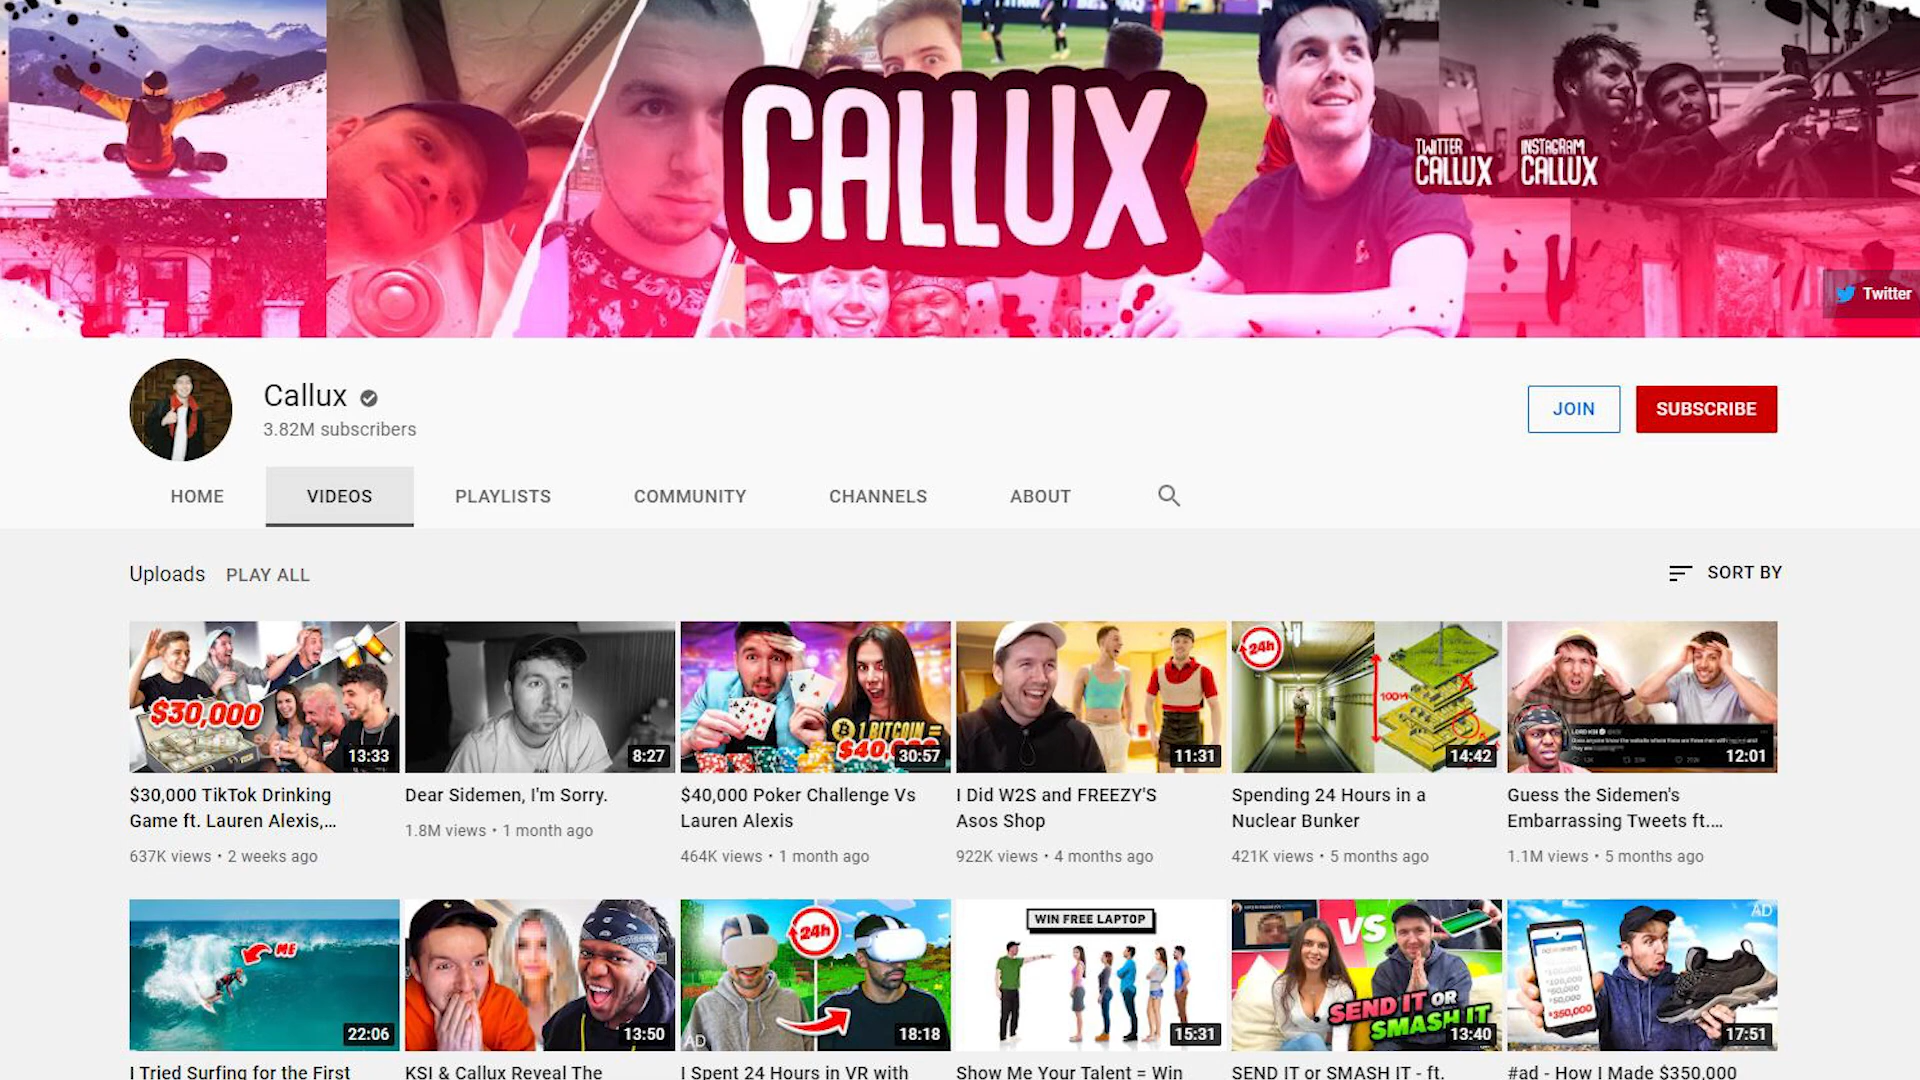 CALLUX
TWITTER
CALLUX
INSTAGRAM
CALLUX
Twitter
Callux
3.82M subscribers
JOIN
SUBSCRIBE
HOME
VIDEOS
PLAYLISTS
COMMUNITY
CHANNELS
ABOUT
Uploads
PLAY ALL
SORT BY
$30,000
13:33
8:27
1 BITCOIN =
30:57
11:31
24h
100M
14:42
LORD KSI
12:01
$30,000 TikTok Drinking
Game ft. Lauren Alexis,...
637K views • 2 weeks ago
Dear Sidemen, I'm Sorry.
1.8M views • 1 month ago
$40,000 Poker Challenge Vs
Lauren Alexis
464K views • 1 month ago
I Did W2S and FREEZY'S
Asos Shop
922K views • 4 months ago
Spending 24 Hours in a
Nuclear Bunker
421K views • 5 months ago
Guess the Sidemen's
Embarrassing Tweets ft....
1.1M views • 5 months ago
ME
22:06
13:50
24h
AD
18:18
WIN FREE LAPTOP
15:31
VS
SEND IT OR
SMASH IT
13:40
AD
$350,000
17:51
I Tried Surfing for the First
KSI & Callux Reveal The
I Spent 24 Hours in VR with
Show Me Your Talent = Win
SEND IT or SMASH IT - ft.
#ad - How I Made $350,000